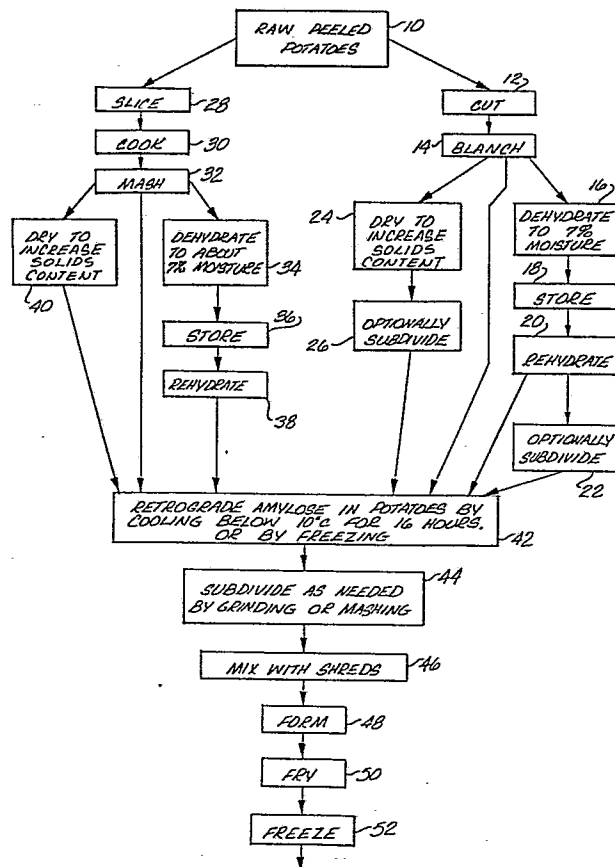 RAW PEELED
POTATOES
10
SLICE
28
12
CUT
COOK
30
14
BLANCH
MASH
32
DRY TO
INCREASE
SOLIDS
CONTENT
40
DEHYDRATE
TO ABOUT
7% MOISTURE
34
24
DRY TO
INCREASE
SOLIDS
CONTENT
16
DEHYDRATE
TO 7%
MOISTURE
18
STORE
STORE
36
26
OPTIONALLY
SUBDIVIDE
20
REHYDRATE
REHYDRATE
38
OPTIONALLY
SUBDIVIDE
22
RETROGRADE AMYLOSE IN POTATOES BY
COOLING BELOW 10°C FOR 16 HOURS.
OR BY FREEZING
42
44
SUBDIVIDE AS NEEDED
BY GRINDING OR MASHING
MIX WITH SHREDS
46
FORM
48
FRY
50
FREEZE
52